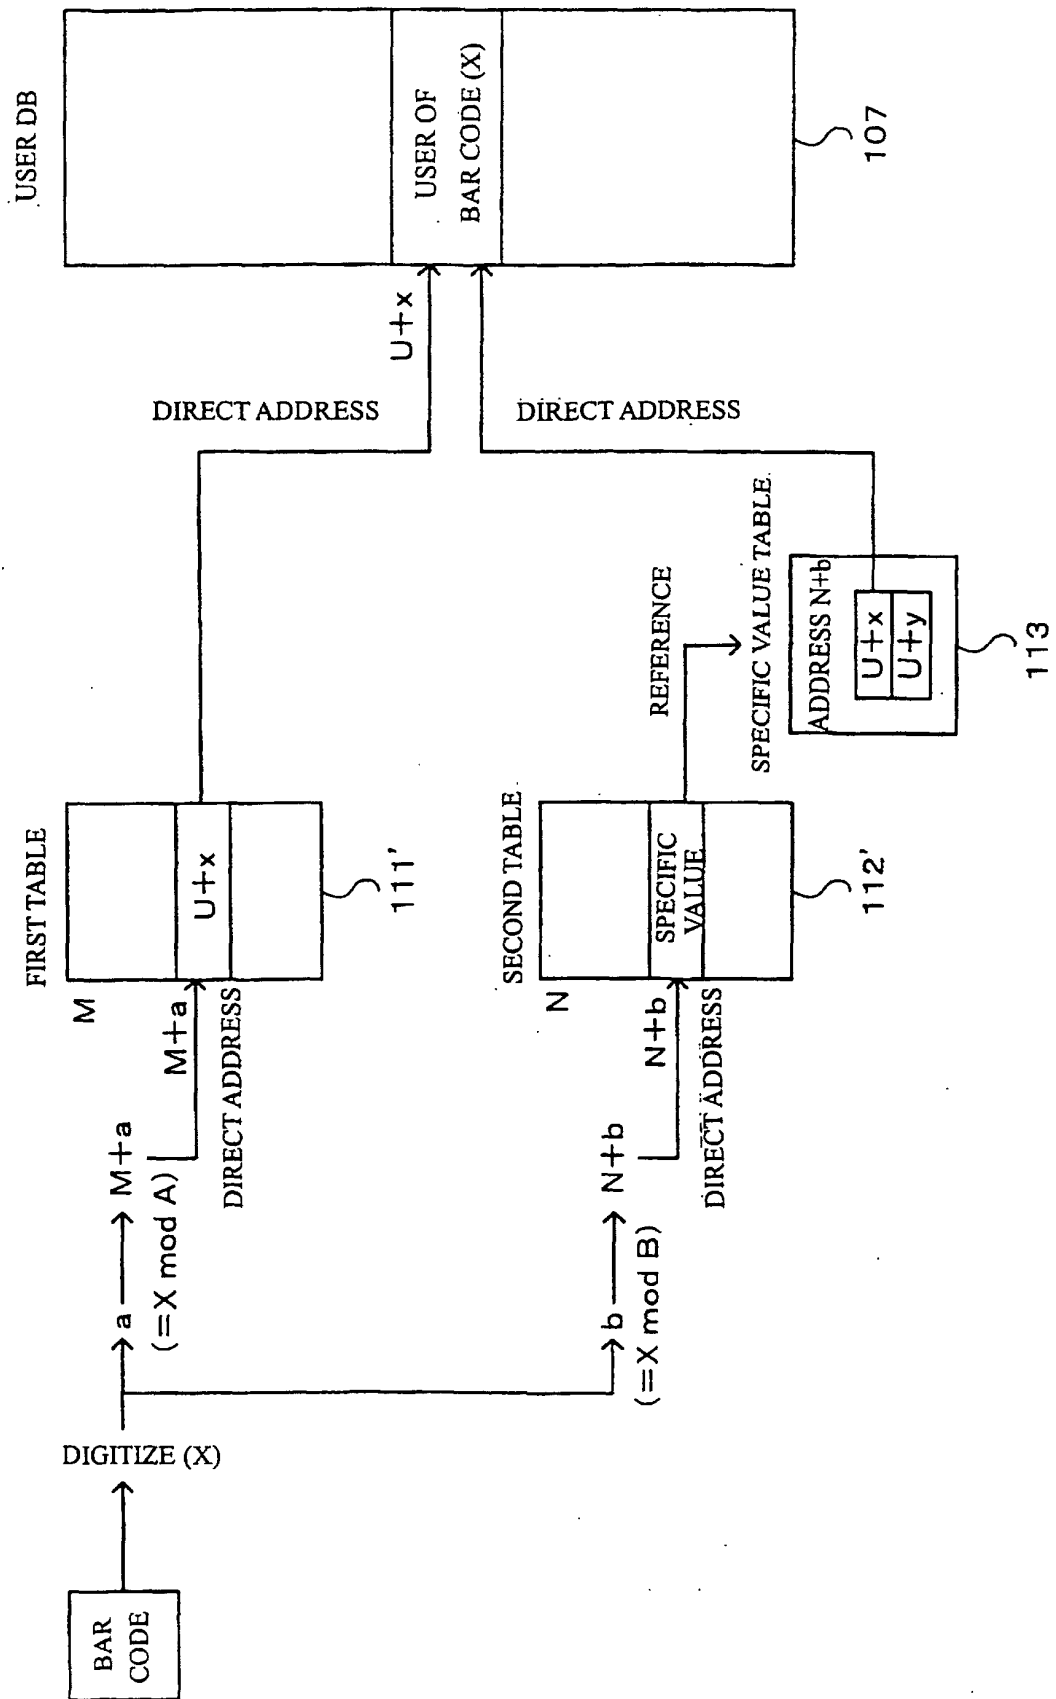 BAR
CODE
DIGITIZE (X)
a
M+a
(=X mod A)
M+a
DIRECT ADDRESS
FIRST TABLE
M
U+x
111'
DIRECT ADDRESS
U+x
USER DB
USER OF
BAR CODE (X)
107
b
N+b
(=X mod B)
N+b
DIRECT ADDRESS
SECOND TABLE
N
SPECIFIC
VALUE
112'
REFERENCE
SPECIFIC VALUE TABLE
ADDRESS N+b
U+x
U+y
113
DIRECT ADDRESS